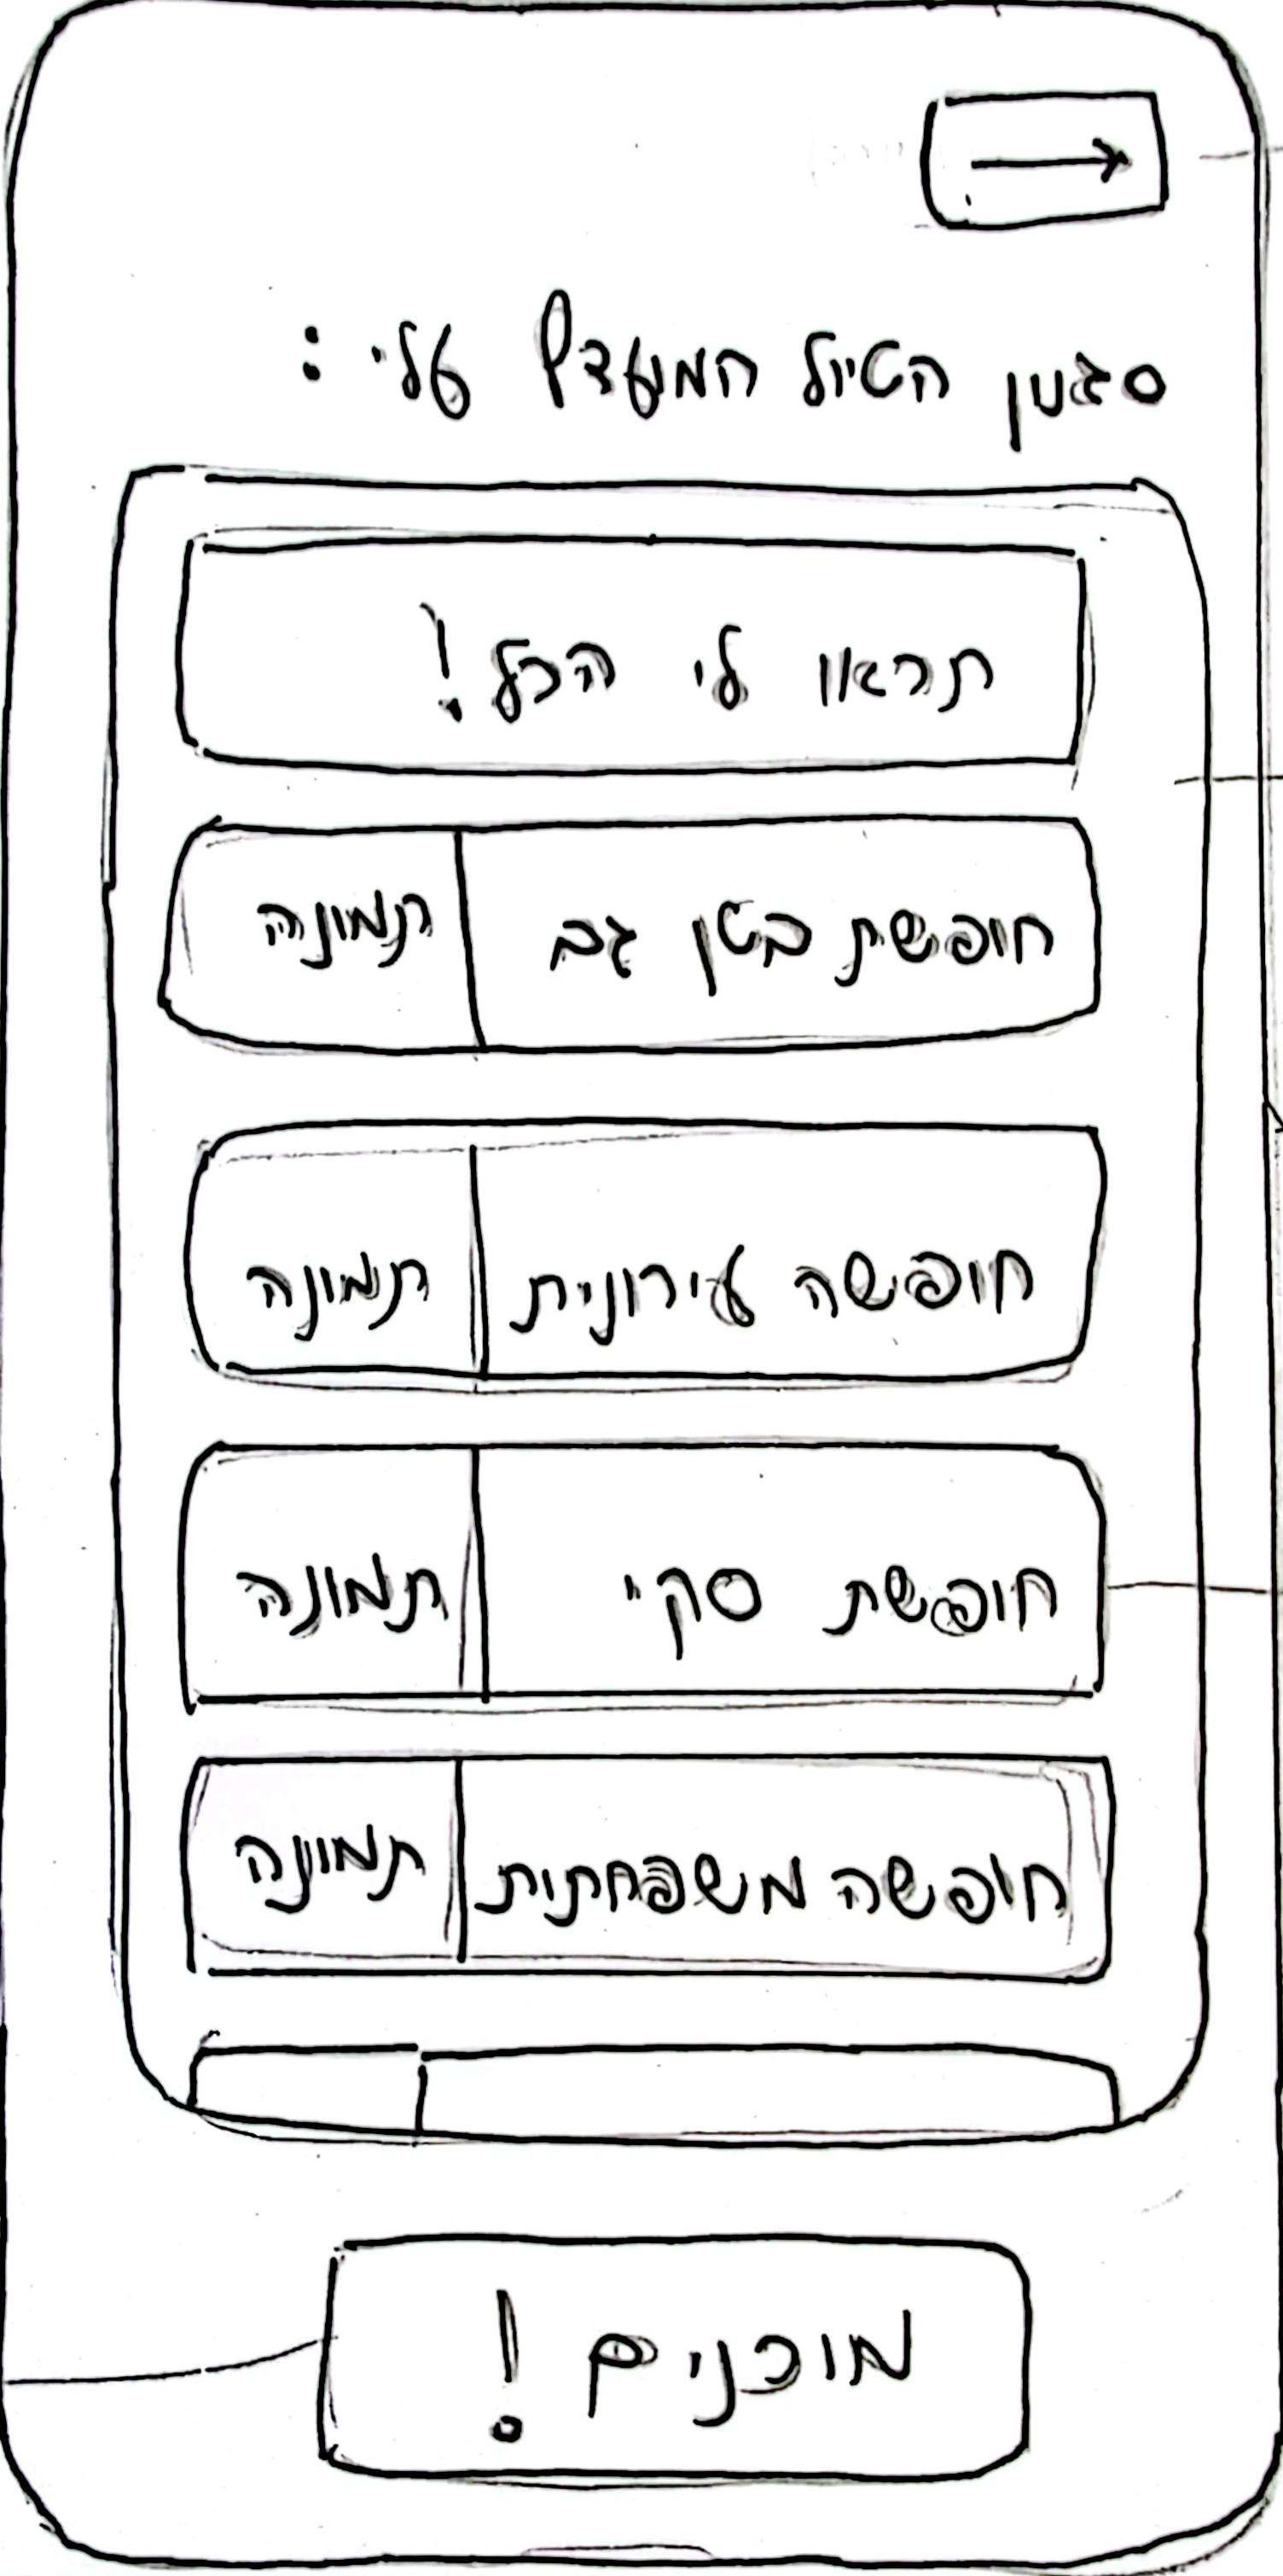 סגנון הטיול המועדף עלי :
תראו לי הכל !
חופשת בטן גב תמונה
חופשה עירונית תמונה
חופשת סקי תמונה
חופשה משפחתית תמונה
מוכנים !